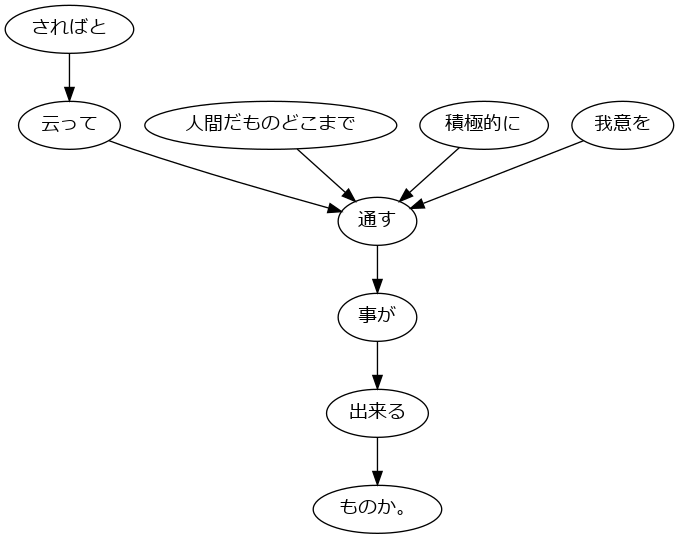 さればと
云って
人間だものどこまで
積極的に
我意を
通す
事が
出来る
ものか。